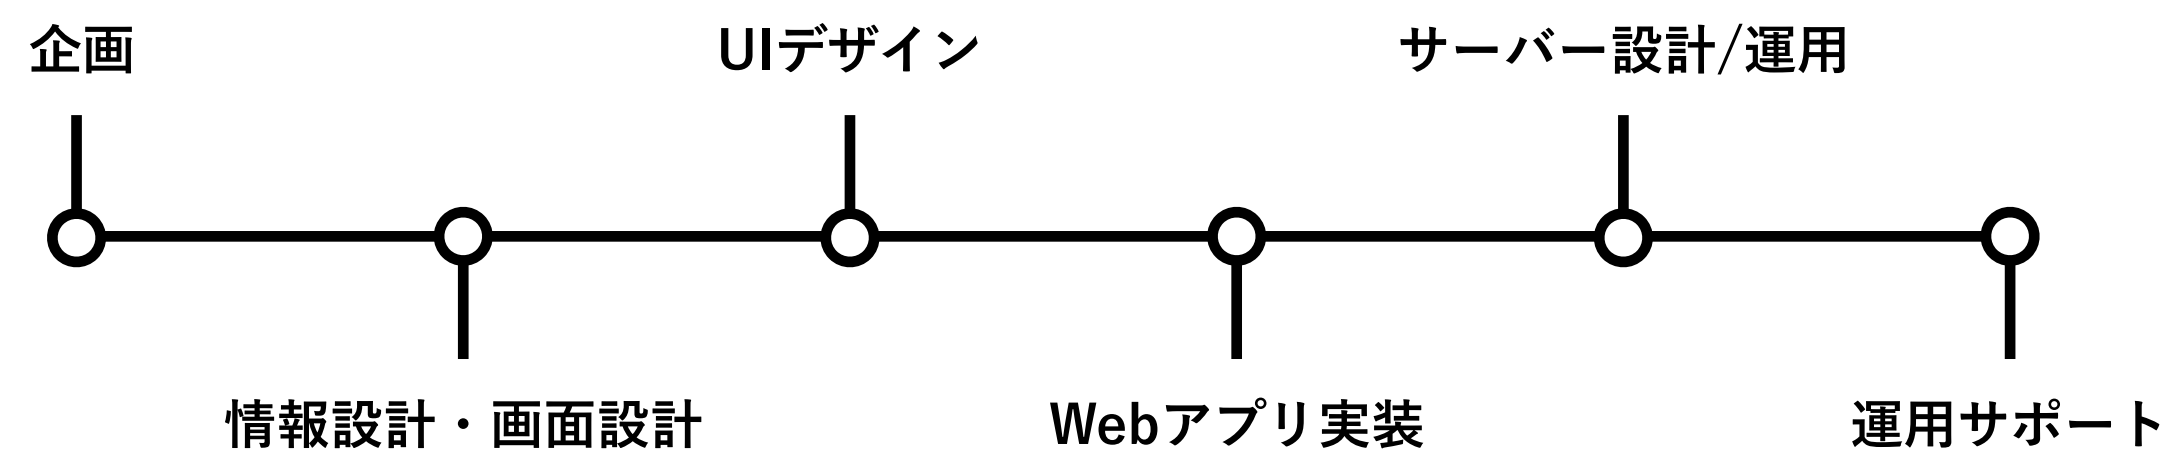 企画
UIデザイン
サーバー設計/運用
情報設計・画面設計
Webアプリ実装
運用サポート